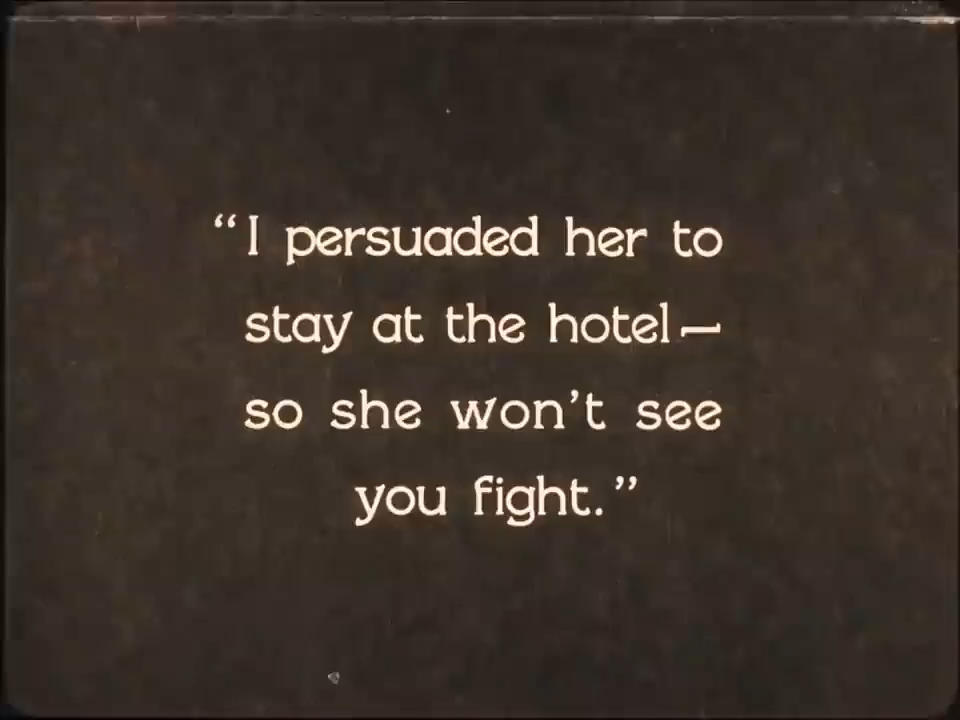 “I persuaded her to
stay at the hotel—
so she won’t see
you fight.”